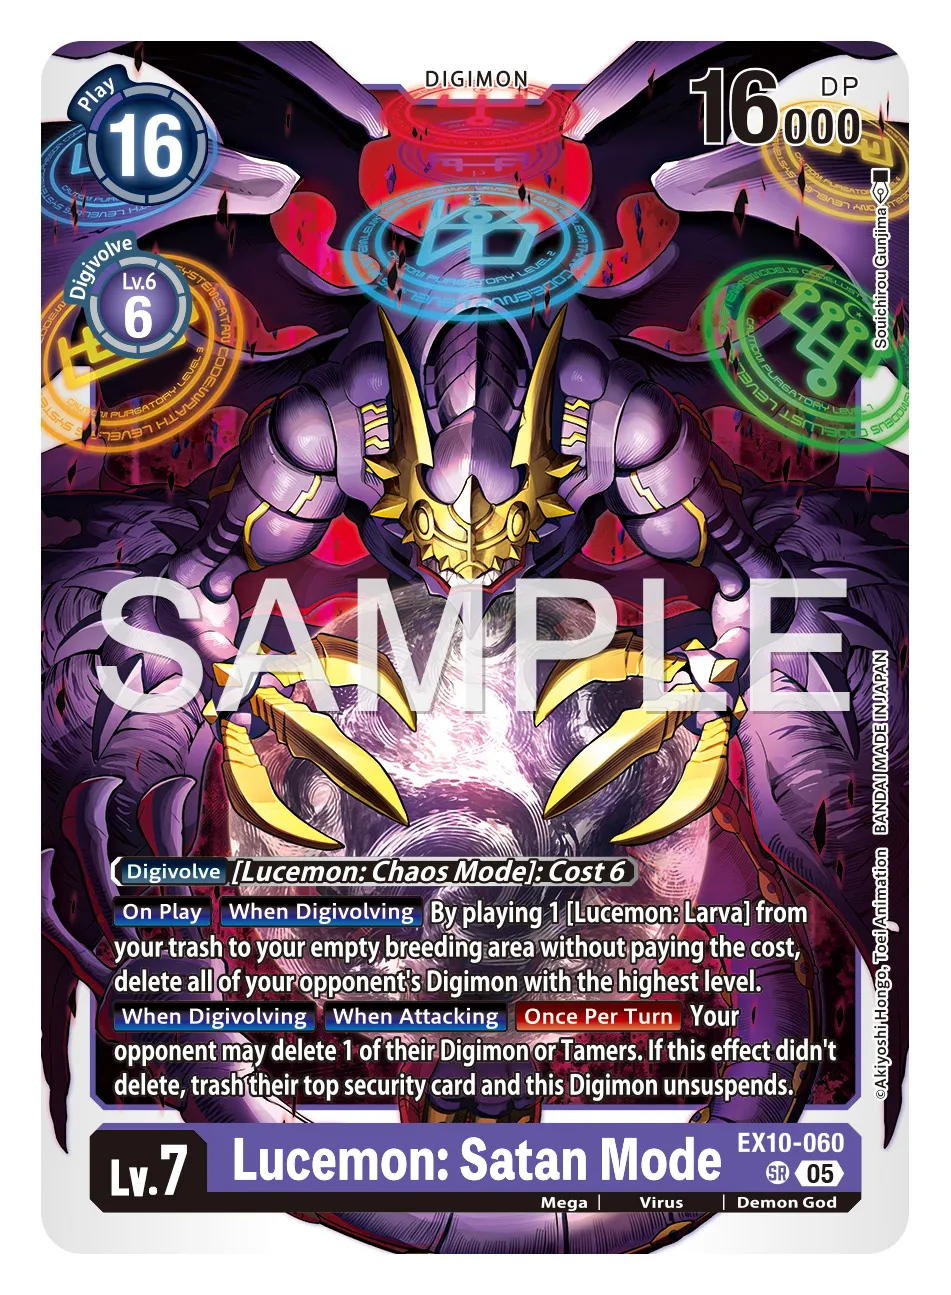 DIGIMON
Play
16
16000
DP
Digivolve
Lv.6
6
Souichirou Gunjima
SAMPLE
BANDAI MADE IN JAPAN
©Akiyoshi Hongo, Toei Animation
Digivolve [Lucemon: Chaos Mode]: Cost 6
On Play When Digivolving By playing 1 [Lucemon: Larva] from
your trash to your empty breeding area without paying the cost,
delete all of your opponent's Digimon with the highest level.
When Digivolving When Attacking Once Per Turn Your
opponent may delete 1 of their Digimon or Tamers. If this effect didn't
delete, trash their top security card and this Digimon unsuspends.
Lv.7
Lucemon: Satan Mode
EX10-060
SR 05
Mega | Virus | Demon God